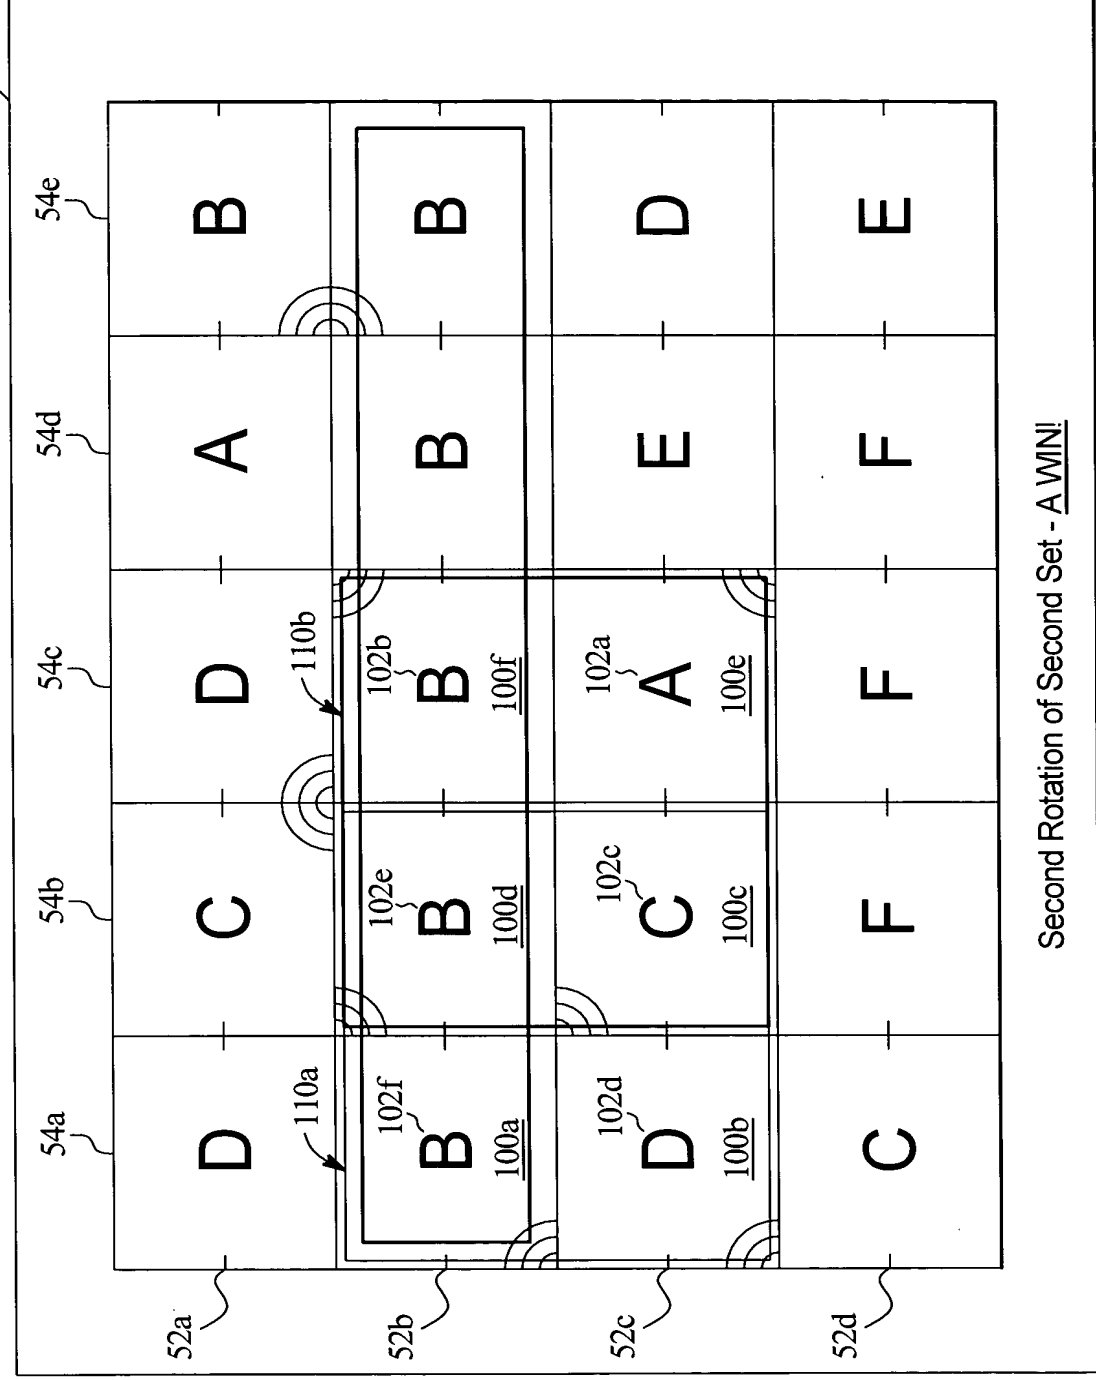 54a 54b 54c 54d 54e
52a D C D A B
110a 110b
102f 102e 102b
52b B B B B B
100a 100d 100f
102d 102c 102a
52c D C A E D
100b 100c 100e
52d C F F F E
Second Rotation of Second Set - A WIN!